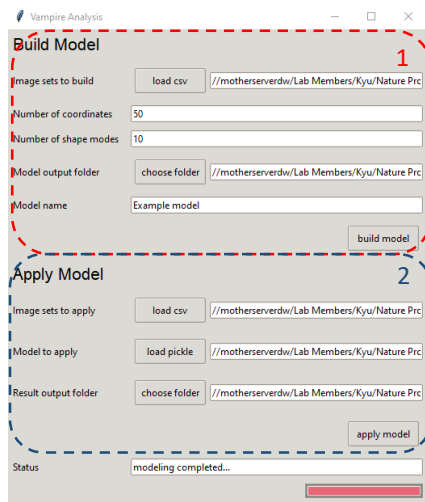 Vampire Analysis
Build Model
1
Image sets to build load csv //motherserverdw/Lab Members/Kyu/Nature Prc
Number of coordinates 50
Number of shape modes 10
Model output folder choose folder //motherserverdw/Lab Members/Kyu/Nature Prc
Model name Example model
build model
Apply Model 2
Image sets to apply load csv //motherserverdw/Lab Members/Kyu/Nature Prc
Model to apply load pickle //motherserverdw/Lab Members/Kyu/Nature Prc
Result output folder choose folder //motherserverdw/Lab Members/Kyu/Nature Prc
apply model
Status modeling completed...